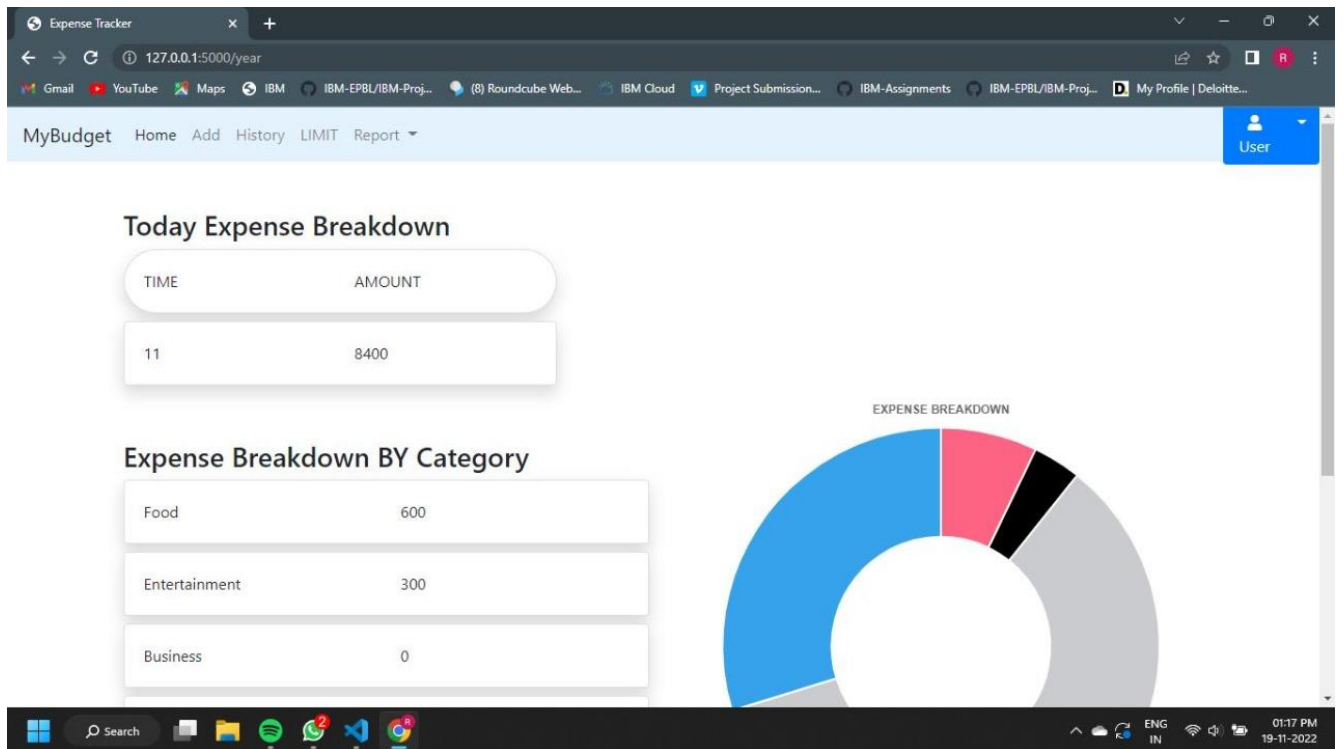 Expense Tracker
127.0.0.1:5000/year
R
Gmail YouTube Maps IBM IBM-EPBL/IBM-Proj... (8) Roundcube Web... IBM Cloud Project Submission... IBM-Assignments IBM-EPBL/IBM-Proj... D. My Profile | Deloitte...
MyBudget Home Add History LIMIT Report User
Today Expense Breakdown
TIME AMOUNT
11 8400
EXPENSE BREAKDOWN
Expense Breakdown BY Category
Food 600
Entertainment 300
Business 0
Search 2 R ENG 01:17 PM
IN 19-11-2022